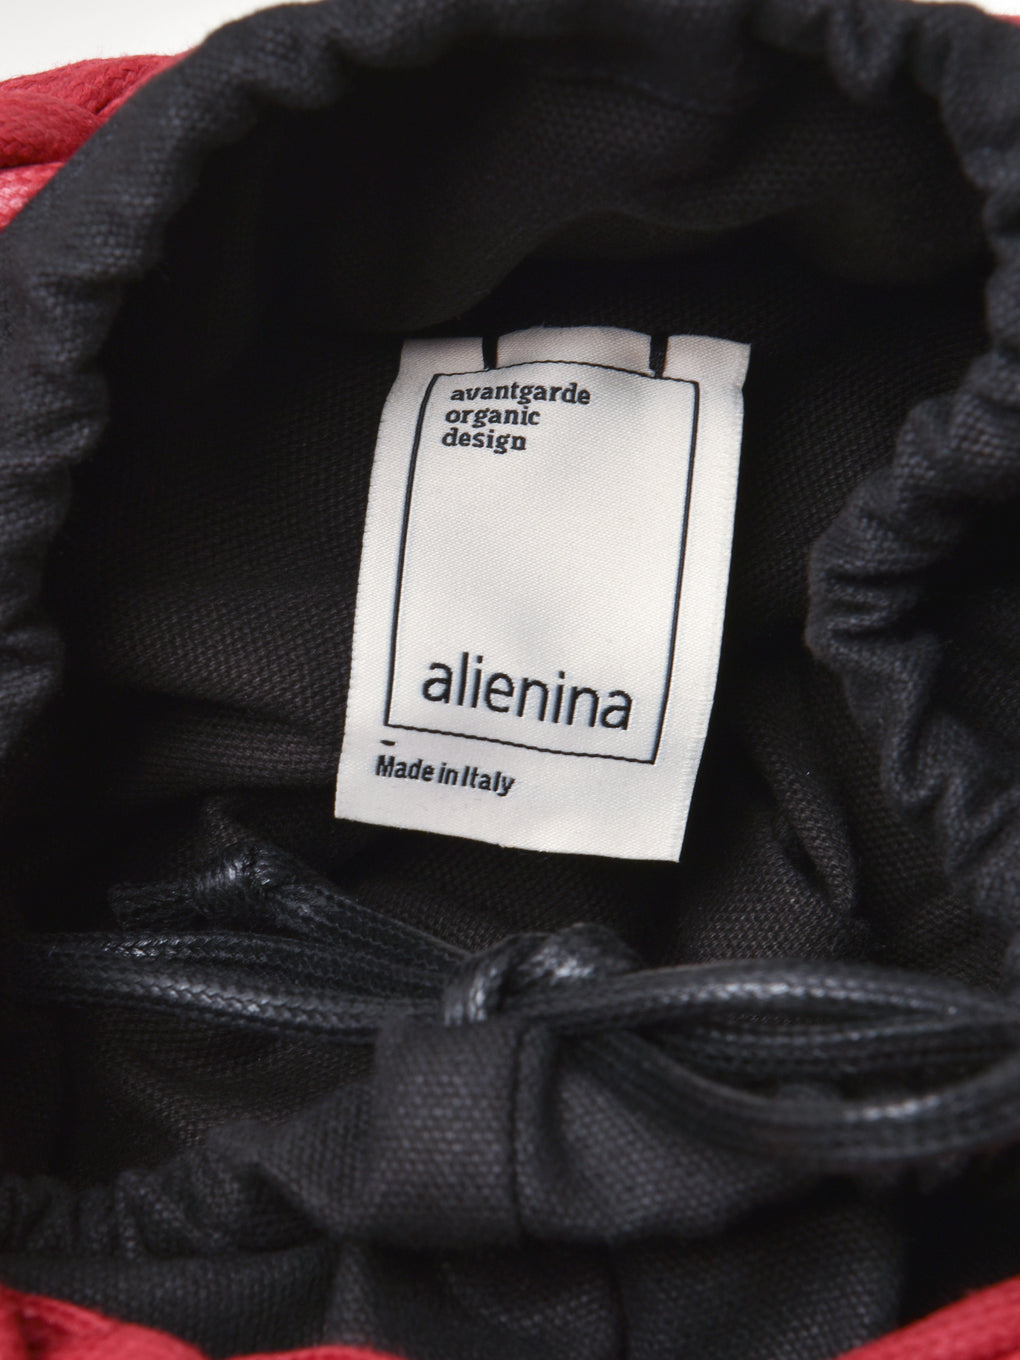 avantgarde
organic
design
alienina
Made in Italy